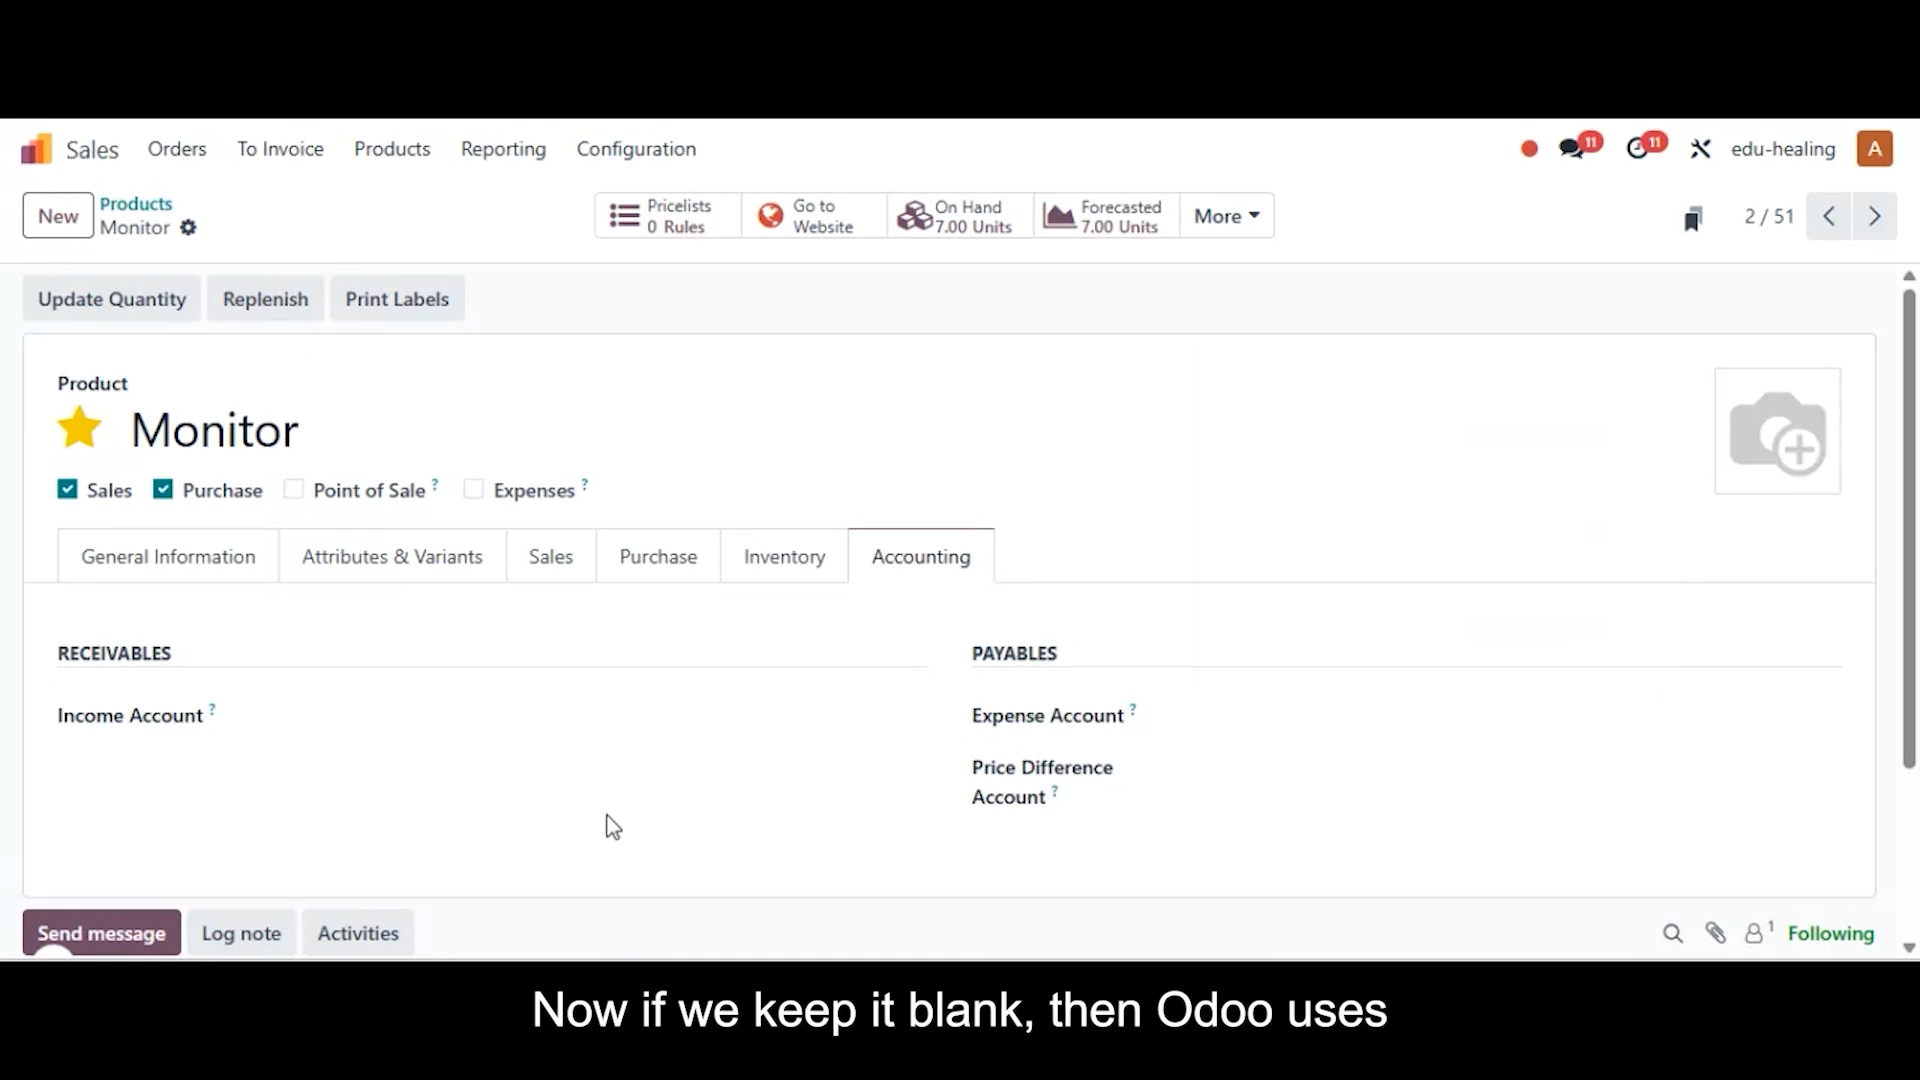 Sales Orders To Invoice Products Reporting Configuration 11 11 edu-healing A
New Products Monitor
Pricelists 0 Rules
Go to Website
On Hand 7.00 Units
Forecasted 7.00 Units
More
2 / 51
Update Quantity Replenish Print Labels
Product
Monitor
Sales Purchase Point of Sale ? Expenses ?
General Information Attributes & Variants Sales Purchase Inventory Accounting
RECEIVABLES
Income Account ?
PAYABLES
Expense Account ?
Price Difference
Account ?
Send message Log note Activities 1 Following
Now if we keep it blank, then Odoo uses